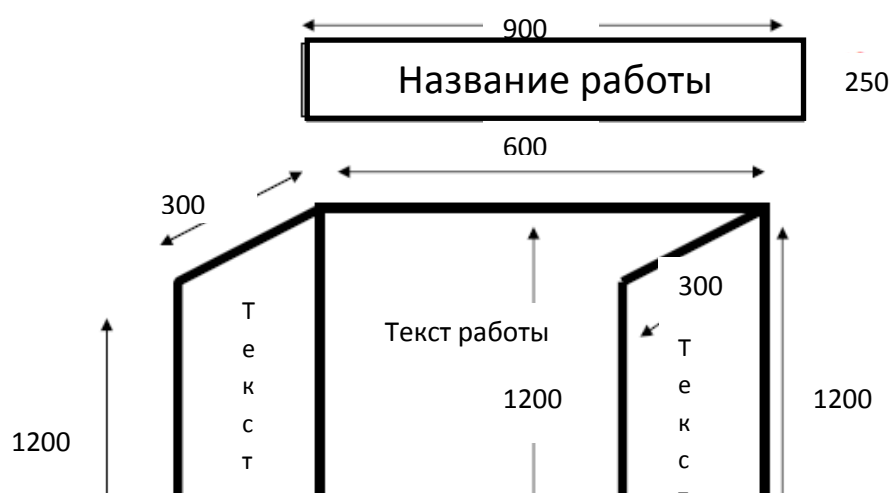 900
Название работы
250
600
300
300
Т
е
к
с
т
Текст работы
Т
е
к
с
1200
1200
1200